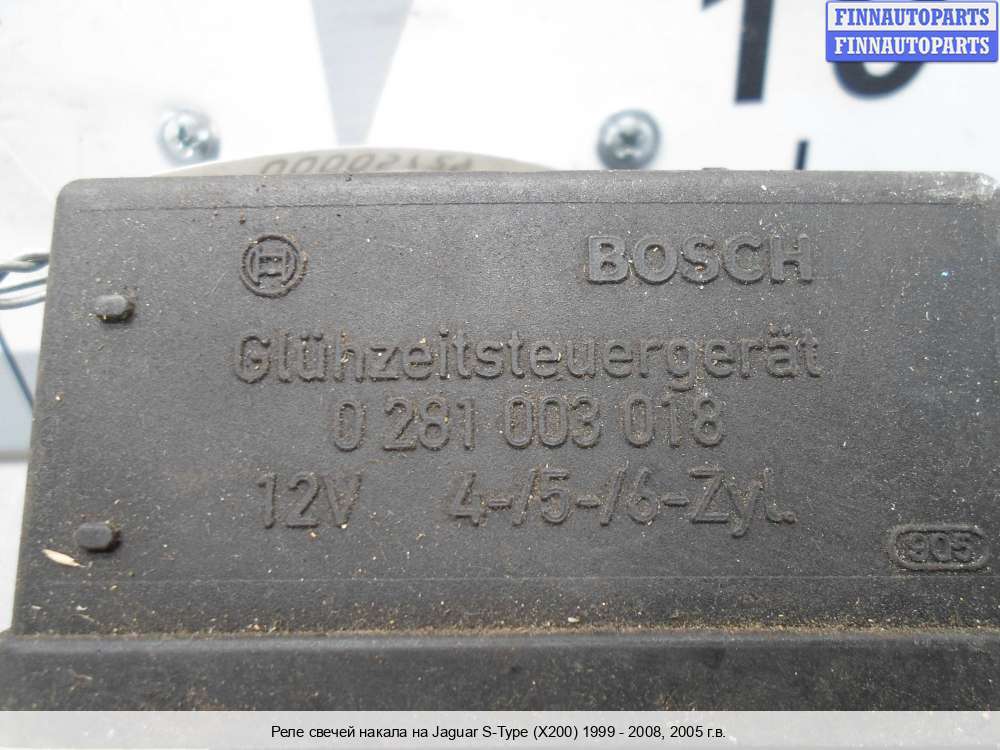 FINNAUTOPARTS
FINNAUTOPARTS
BOSCH
Glühzeitsteuergerät
0 281 003 018
12V 4-/5-/6-Zyl.
905
Реле свечей накала на Jaguar S-Type (X200) 1999 - 2008, 2005 г.в.